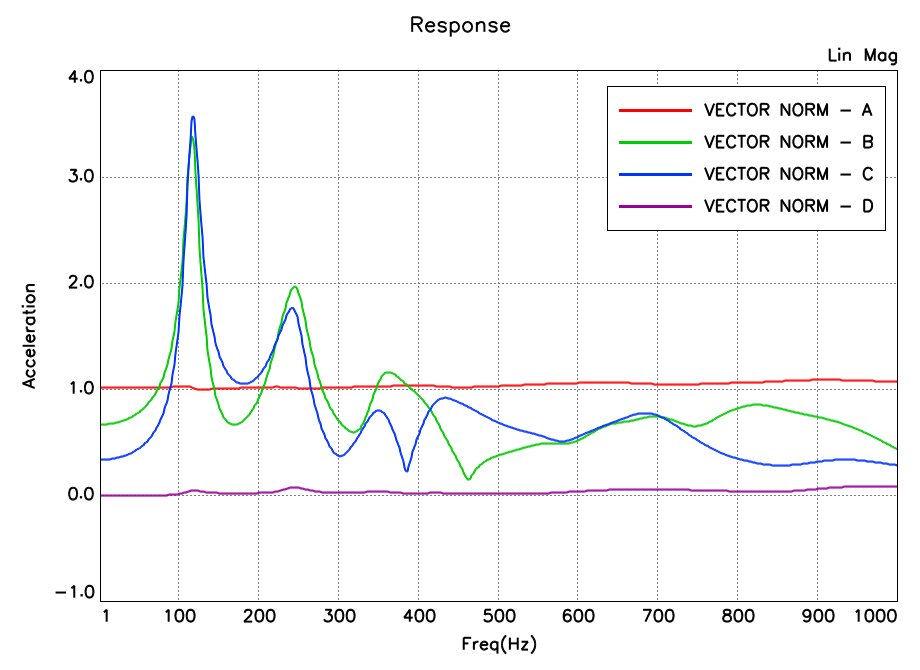 Response
Lin Mag
4.0
VECTOR NORM - A
VECTOR NORM - B
3.0
VECTOR NORM - C
VECTOR NORM - D
2.0
Acceleration
1.0
0.0
-1.0
1 100 200 300 400 500 600 700 800 900 1000
Freq(Hz)